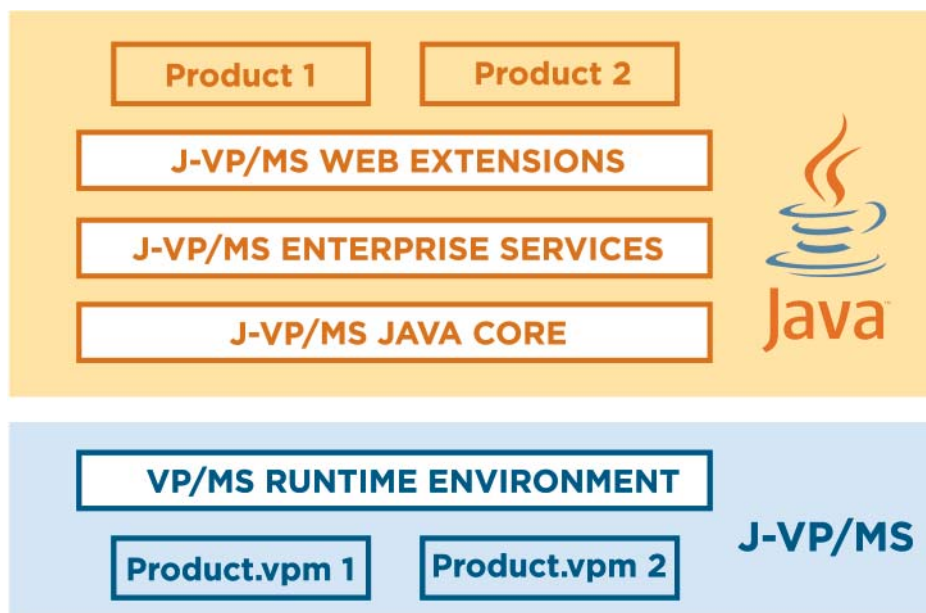 Product 1
Product 2
J-VP/MS WEB EXTENSIONS
J-VP/MS ENTERPRISE SERVICES
J-VP/MS JAVA CORE
Java™
VP/MS RUNTIME ENVIRONMENT
J-VP/MS
Product.vpm 1
Product.vpm 2